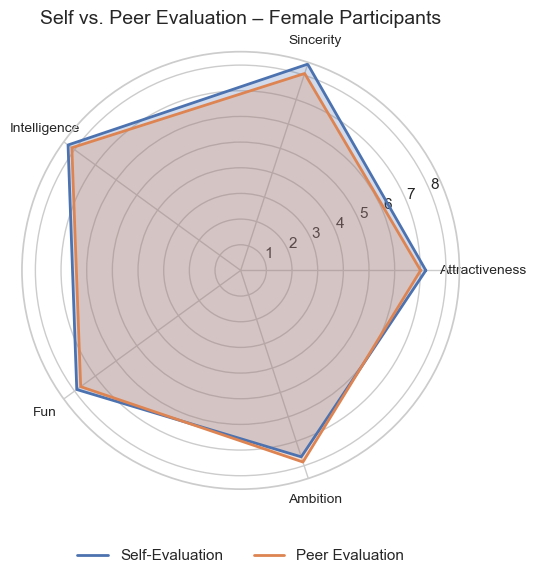 Self vs. Peer Evaluation – Female Participants
Sincerity
Intelligence
8
7
6
5
4
3
2
1
Attractiveness
Fun
Ambition
Self-Evaluation
Peer Evaluation